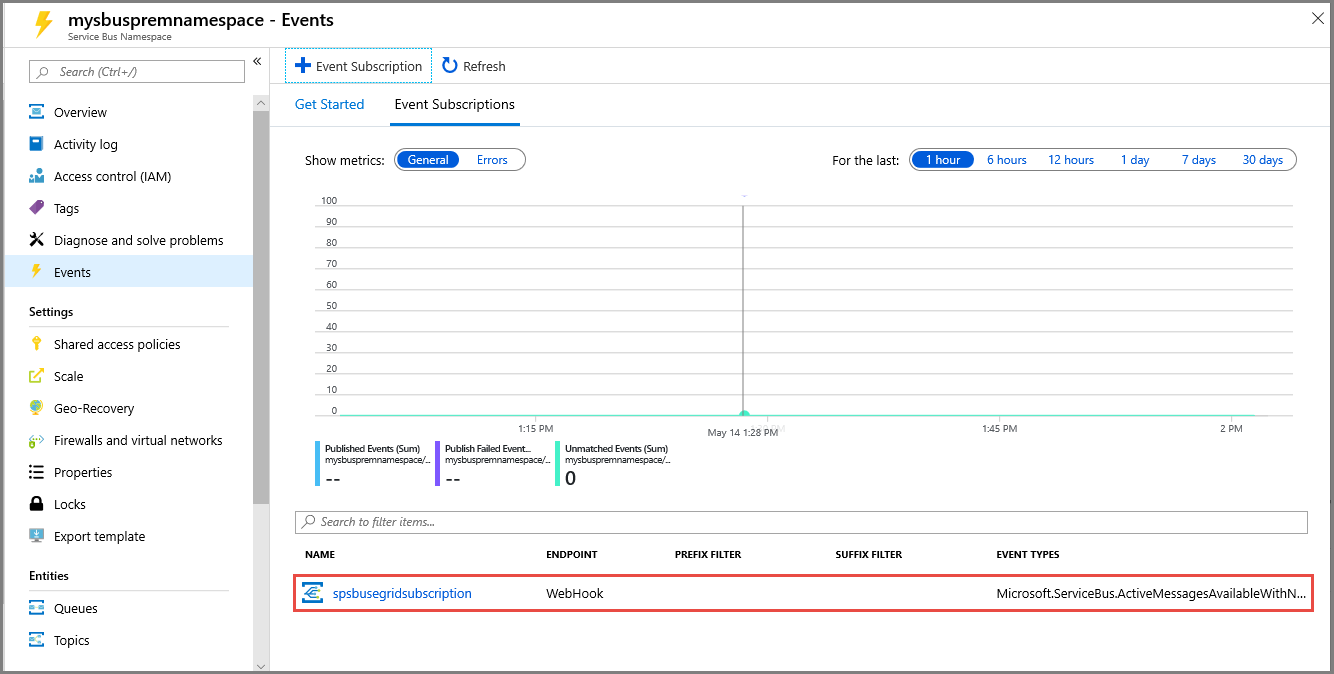 mysbuspremnamespace - Events
Service Bus Namespace
Search (Ctrl+/)
Overview
Activity log
Access control (IAM)
Tags
Diagnose and solve problems
Events
Settings
Shared access policies
Scale
Geo-Recovery
Firewalls and virtual networks
Properties
Locks
Export template
Entities
Queues
Topics
Event Subscription Refresh
Get Started Event Subscriptions
Show metrics: General Errors For the last: 1 hour 6 hours 12 hours 1 day 7 days 30 days
100
90
80
70
60
50
40
30
20
10
0
1:15 PM May 14 1:28 PM 1:45 PM 2 PM
Published Events (Sum) Publish Failed Event... Unmatched Events (Sum)
mysbuspremnamespace/... mysbuspremnamespace/... mysbuspremnamespace/...
-- -- 0
Search to filter items...
NAME ENDPOINT PREFIX FILTER SUFFIX FILTER EVENT TYPES
spsbusegridsubscription WebHook Microsoft.ServiceBus.ActiveMessagesAvailableWithN...